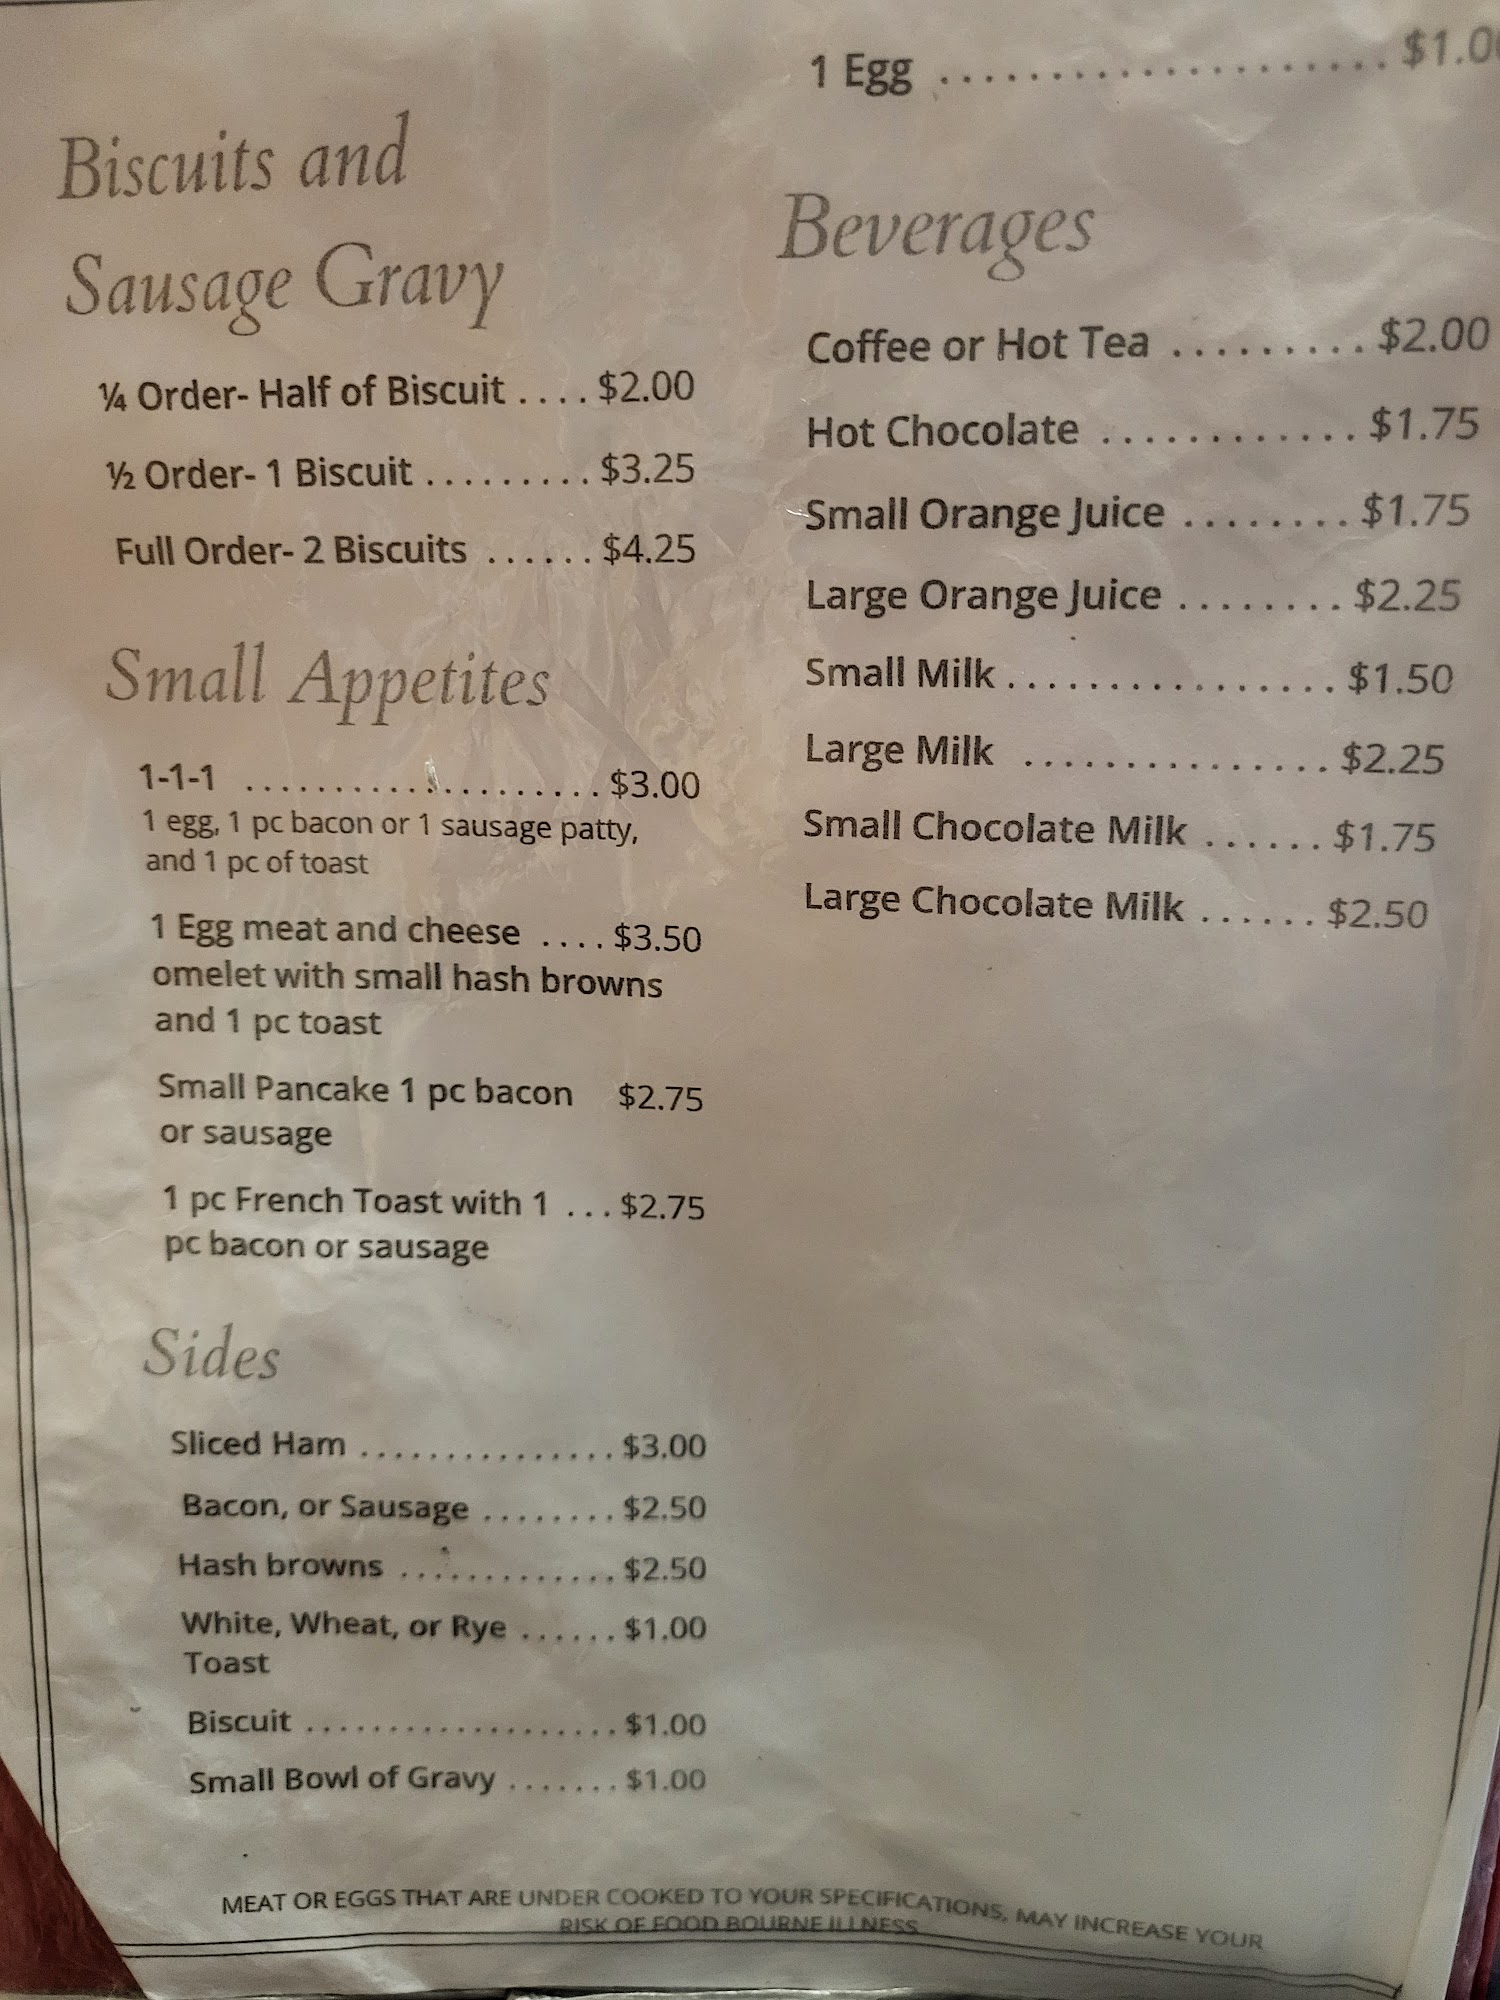 Biscuits and
Sausage Gravy
¼ Order- Half of Biscuit .... $2.00
½ Order- 1 Biscuit ......... $3.25
Full Order- 2 Biscuits ...... $4.25
Small Appetites
1-1-1 ..................... $3.00
1 egg, 1 pc bacon or 1 sausage patty,
and 1 pc of toast
1 Egg meat and cheese .... $3.50
omelet with small hash browns
and 1 pc toast
Small Pancake 1 pc bacon $2.75
or sausage
1 pc French Toast with 1 ... $2.75
pc bacon or sausage
Sides
Sliced Ham ............... $3.00
Bacon, or Sausage ........ $2.50
Hash browns ............. $2.50
White, Wheat, or Rye ...... $1.00
Toast
Biscuit ................... $1.00
Small Bowl of Gravy ....... $1.00
1 Egg .................... $1.00
Beverages
Coffee or Hot Tea ......... $2.00
Hot Chocolate ............ $1.75
Small Orange Juice ........ $1.75
Large Orange Juice ........ $2.25
Small Milk ................ $1.50
Large Milk ............... $2.25
Small Chocolate Milk ...... $1.75
Large Chocolate Milk ...... $2.50
MEAT OR EGGS THAT ARE UNDER COOKED TO YOUR SPECIFICATIONS, MAY INCREASE YOUR
RISK OF FOOD BOURNE ILLNESS